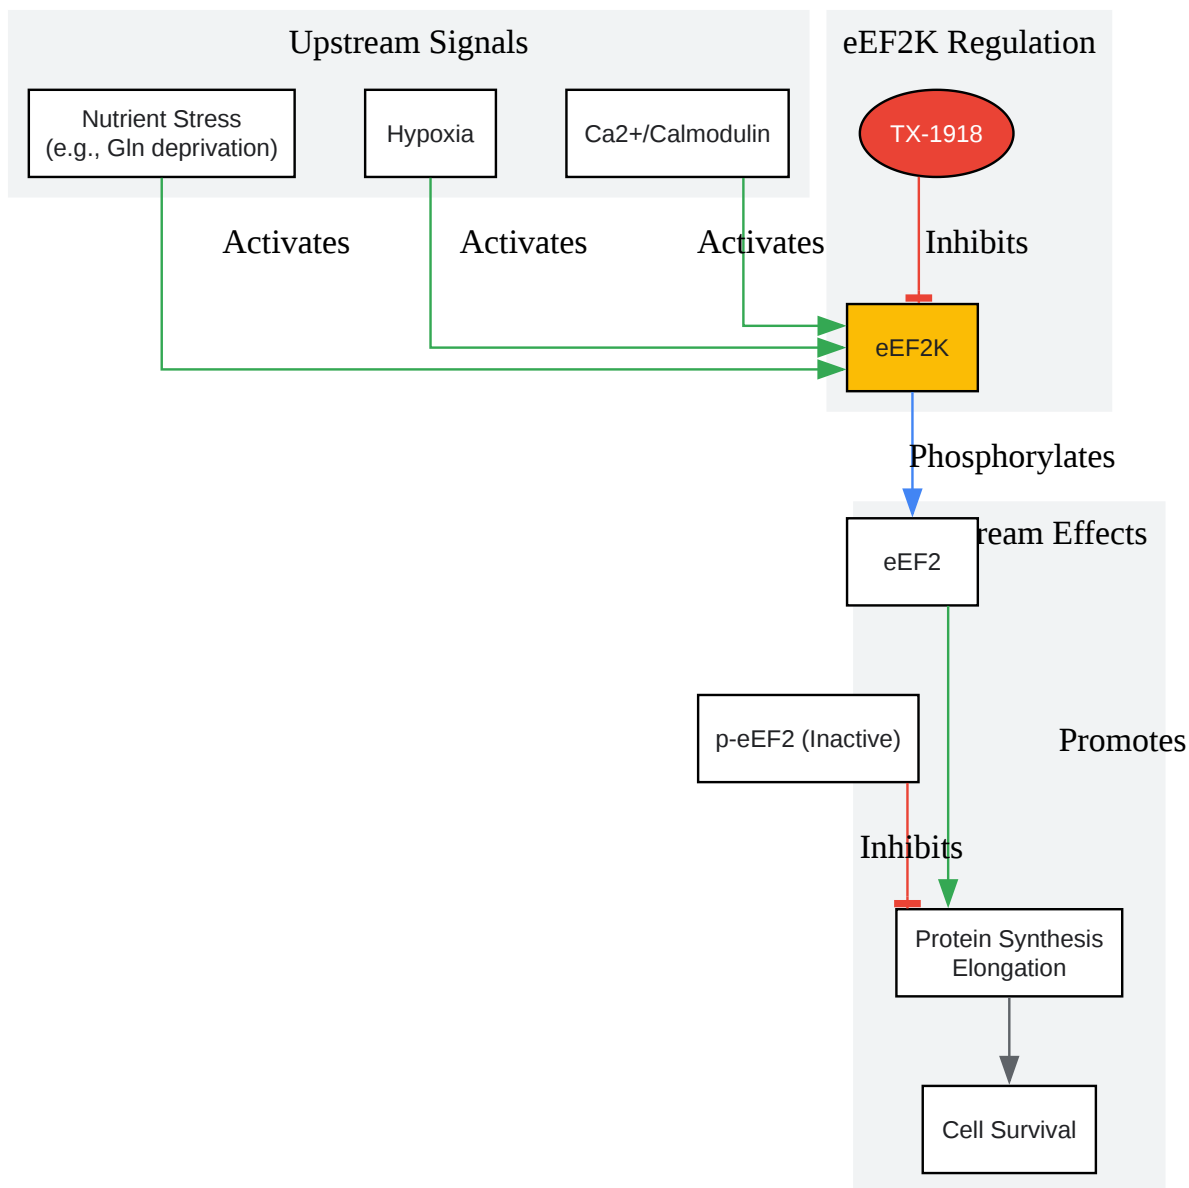 Upstream Signals
eEF2K Regulation
Nutrient Stress
(e.g., Gln deprivation)
Hypoxia
Ca2+/Calmodulin
TX-1918
Activates
Activates
Activates
Inhibits
eEF2K
Phosphorylates
ream Effects
eEF2
p-eEF2 (Inactive)
Promotes
Inhibits
Protein Synthesis
Elongation
Cell Survival